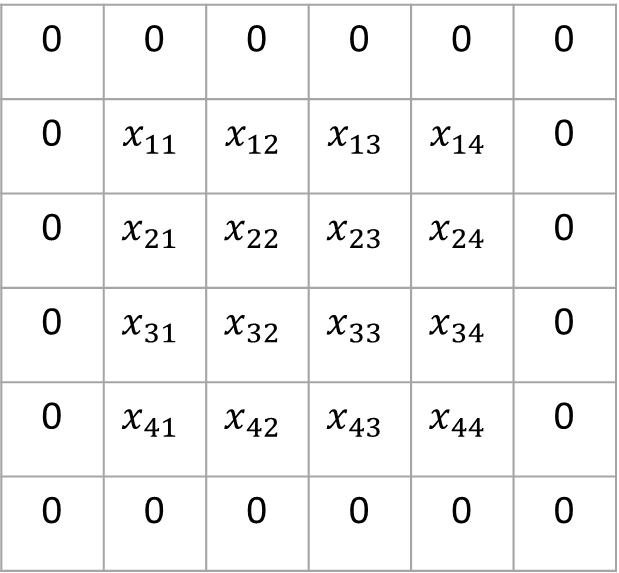 0 0 0 0 0 0
0 x₁₁ x₁₂ x₁₃ x₁₄ 0
0 x₂₁ x₂₂ x₂₃ x₂₄ 0
0 x₃₁ x₃₂ x₃₃ x₃₄ 0
0 x₄₁ x₄₂ x₄₃ x₄₄ 0
0 0 0 0 0 0